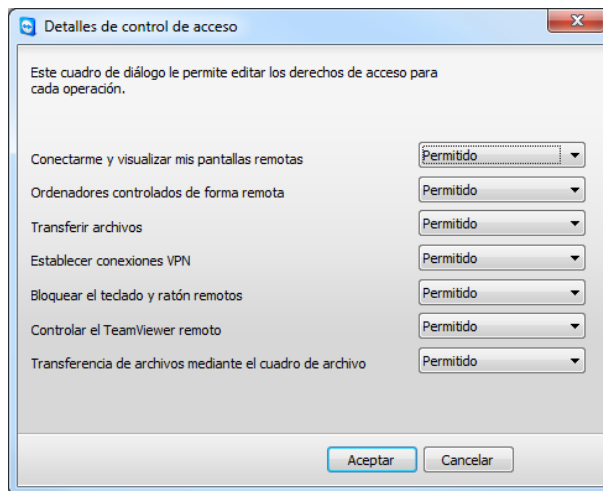 Detalles de control de acceso
Este cuadro de diálogo le permite editar los derechos de acceso para
cada operación.
Conectarme y visualizar mis pantallas remotas Permitido
Ordenadores controlados de forma remota Permitido
Transferir archivos Permitido
Establecer conexiones VPN Permitido
Bloquear el teclado y ratón remotos Permitido
Controlar el TeamViewer remoto Permitido
Transferencia de archivos mediante el cuadro de archivo Permitido
Aceptar Cancelar